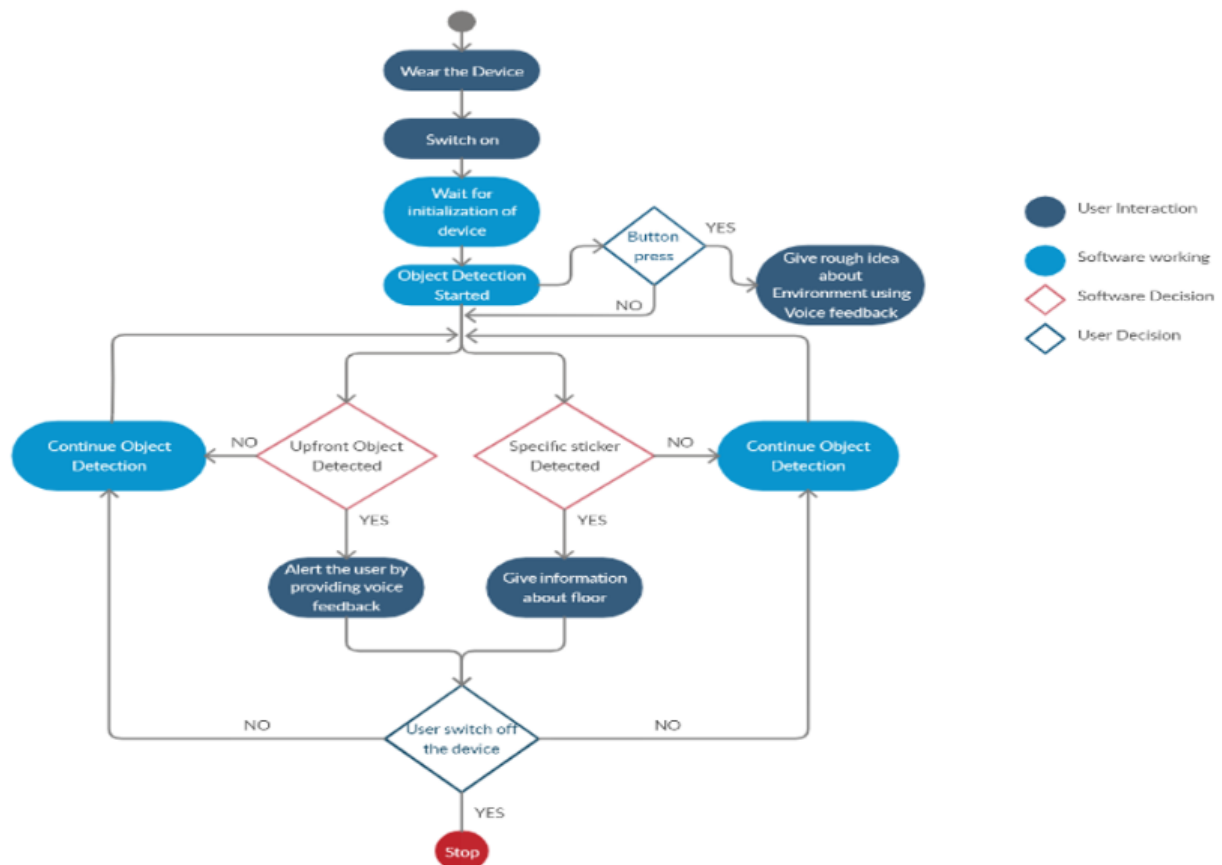 Wear the Device
Switch on
Wait for
initialization of
device
Object Detection
Started
Button
press
YES
NO
Give rough idea
about
Environment using
Voice feedback
User Interaction
Software working
Software Decision
User Decision
Continue Object
Detection
NO
Upfront Object
Detected
YES
Specific sticker
Detected
NO
YES
Continue Object
Detection
Alert the user by
providing voice
feedback
Give information
about floor
NO
User switch off
the device
NO
YES
Stop